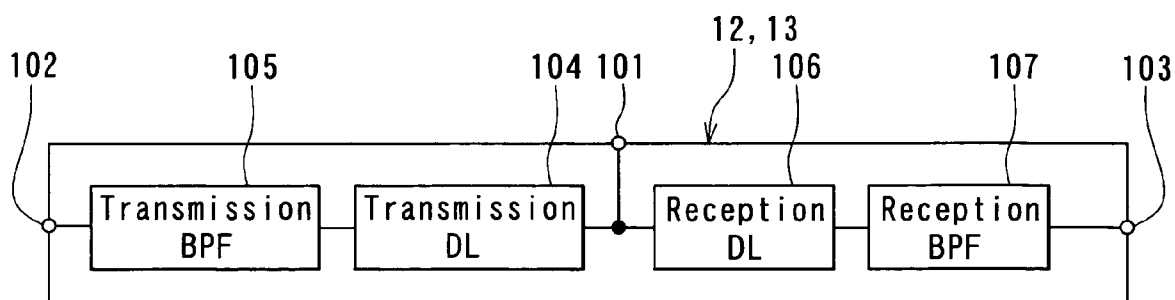 12, 13
102 105 104 101 106 107 103
Transmission BPF
Transmission DL
Reception DL
Reception BPF